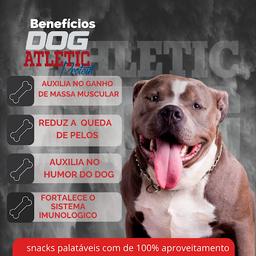 Benefícios
DOG
ATLETIC
AUXILIA NO GANHO
DE MASSA MUSCULAR
REDUZ A QUEDA
DE PELOS
AUXILIA NO
HUMOR DO DOG
FORTALECE O
SISTEMA
IMUNOLOGICO
snacks palatáveis com de 100% aproveitamento